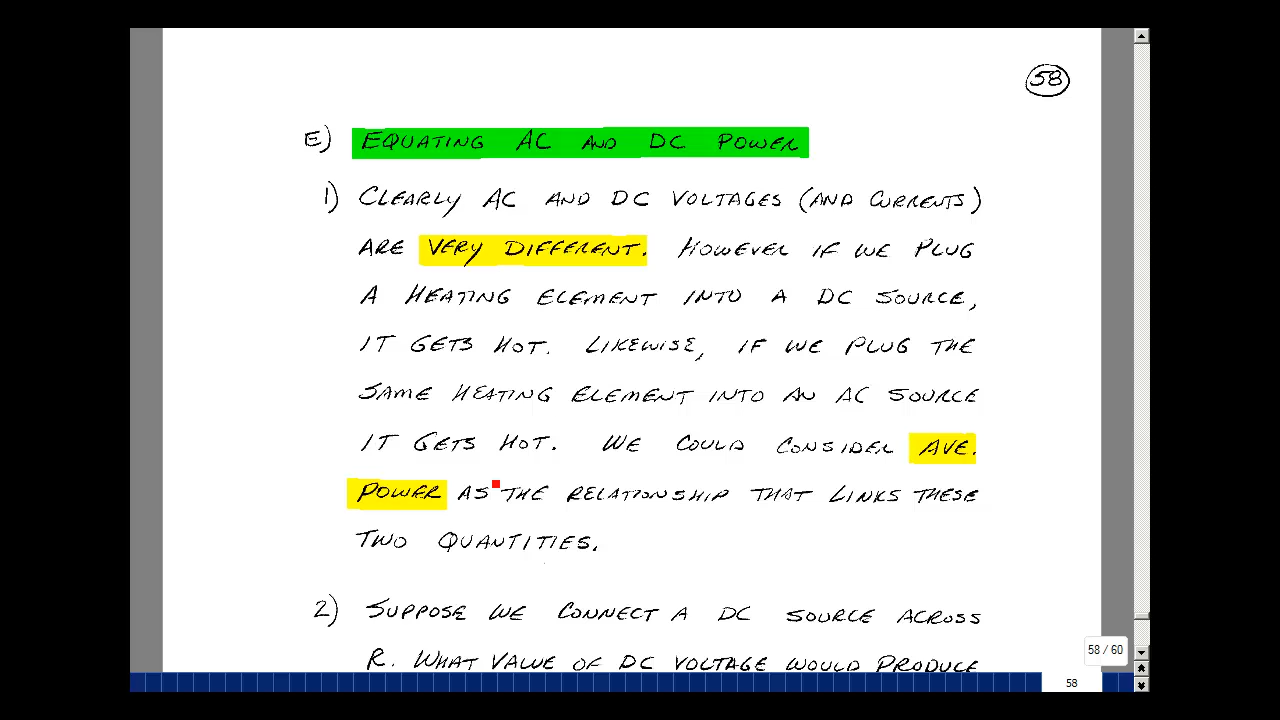 58
E) EQUATING AC AND DC POWER
1) CLEARLY AC AND DC VOLTAGES (AND CURRENTS)
ARE VERY DIFFERENT. HOWEVER IF WE PLUG
A HEATING ELEMENT INTO A DC SOURCE,
IT GETS HOT. LIKEWISE, IF WE PLUG THE
SAME HEATING ELEMENT INTO AN AC SOURCE
IT GETS HOT. WE COULD CONSIDER AVE.
POWER AS THE RELATIONSHIP THAT LINKS THESE
TWO QUANTITIES.
2) SUPPOSE WE CONNECT A DC SOURCE ACROSS
R. WHAT VALUE OF DC VOLTAGE WOULD PRODUCE
58 / 60
58